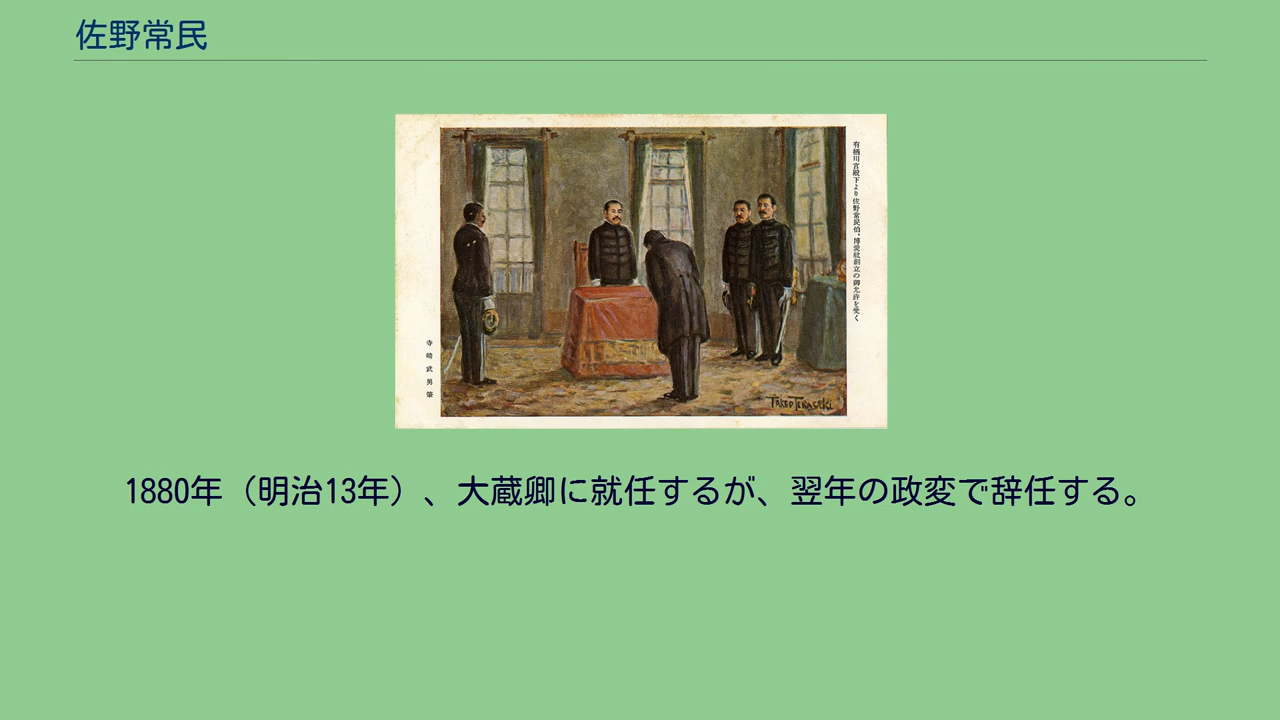 佐野常民
有栖川宮殿下より佐野常民伯、博愛社創立の御允許を受く
寺崎武男筆
TAKEO TERASAKI
1880年（明治13年）、大蔵卿に就任するが、翌年の政変で辞任する。